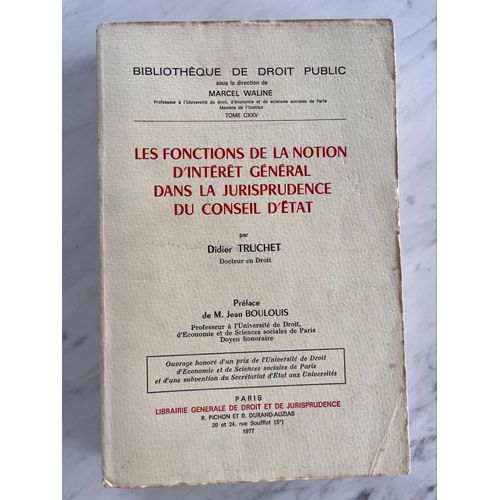 BIBLIOTHÈQUE DE DROIT PUBLIC
sous la direction de
MARCEL WALINE
Professeur à l'Université de droit, d'économie et de sciences sociales de Paris
Membre de l'Institut
TOME CXXV
LES FONCTIONS DE LA NOTION
D'INTÉRÊT GÉNÉRAL
DANS LA JURISPRUDENCE
DU CONSEIL D'ÉTAT
par
Didier TRUCHET
Docteur en Droit
Préface
de M. Jean BOULOUIS
Professeur à l'Université de Droit,
d'Economie et de Sciences sociales de Paris
Doyen honoraire
Ouvrage honoré d'un prix de l'Université de Droit
d'Economie et de Sciences sociales de Paris
et d'une subvention du Secrétariat d'Etat aux Universités
PARIS
LIBRAIRIE GENERALE DE DROIT ET DE JURISPRUDENCE
R. PICHON ET R. DURAND-AUZIAS
20 et 24, rue Soufflot (5ᵉ)
1977